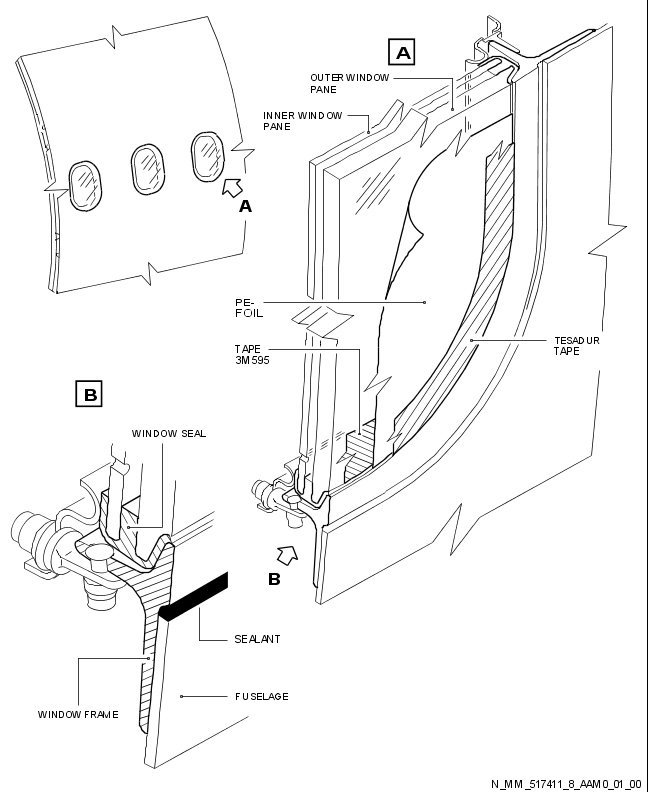 A
OUTER WINDOW
PANE
INNER WINDOW
PANE
A
PE-
FOIL
TAPE
3M595
TESADUR
TAPE
B
WINDOW SEAL
B
SEALANT
FUSELAGE
WINDOW FRAME
N_MM_517411_8_AAM0_01_00